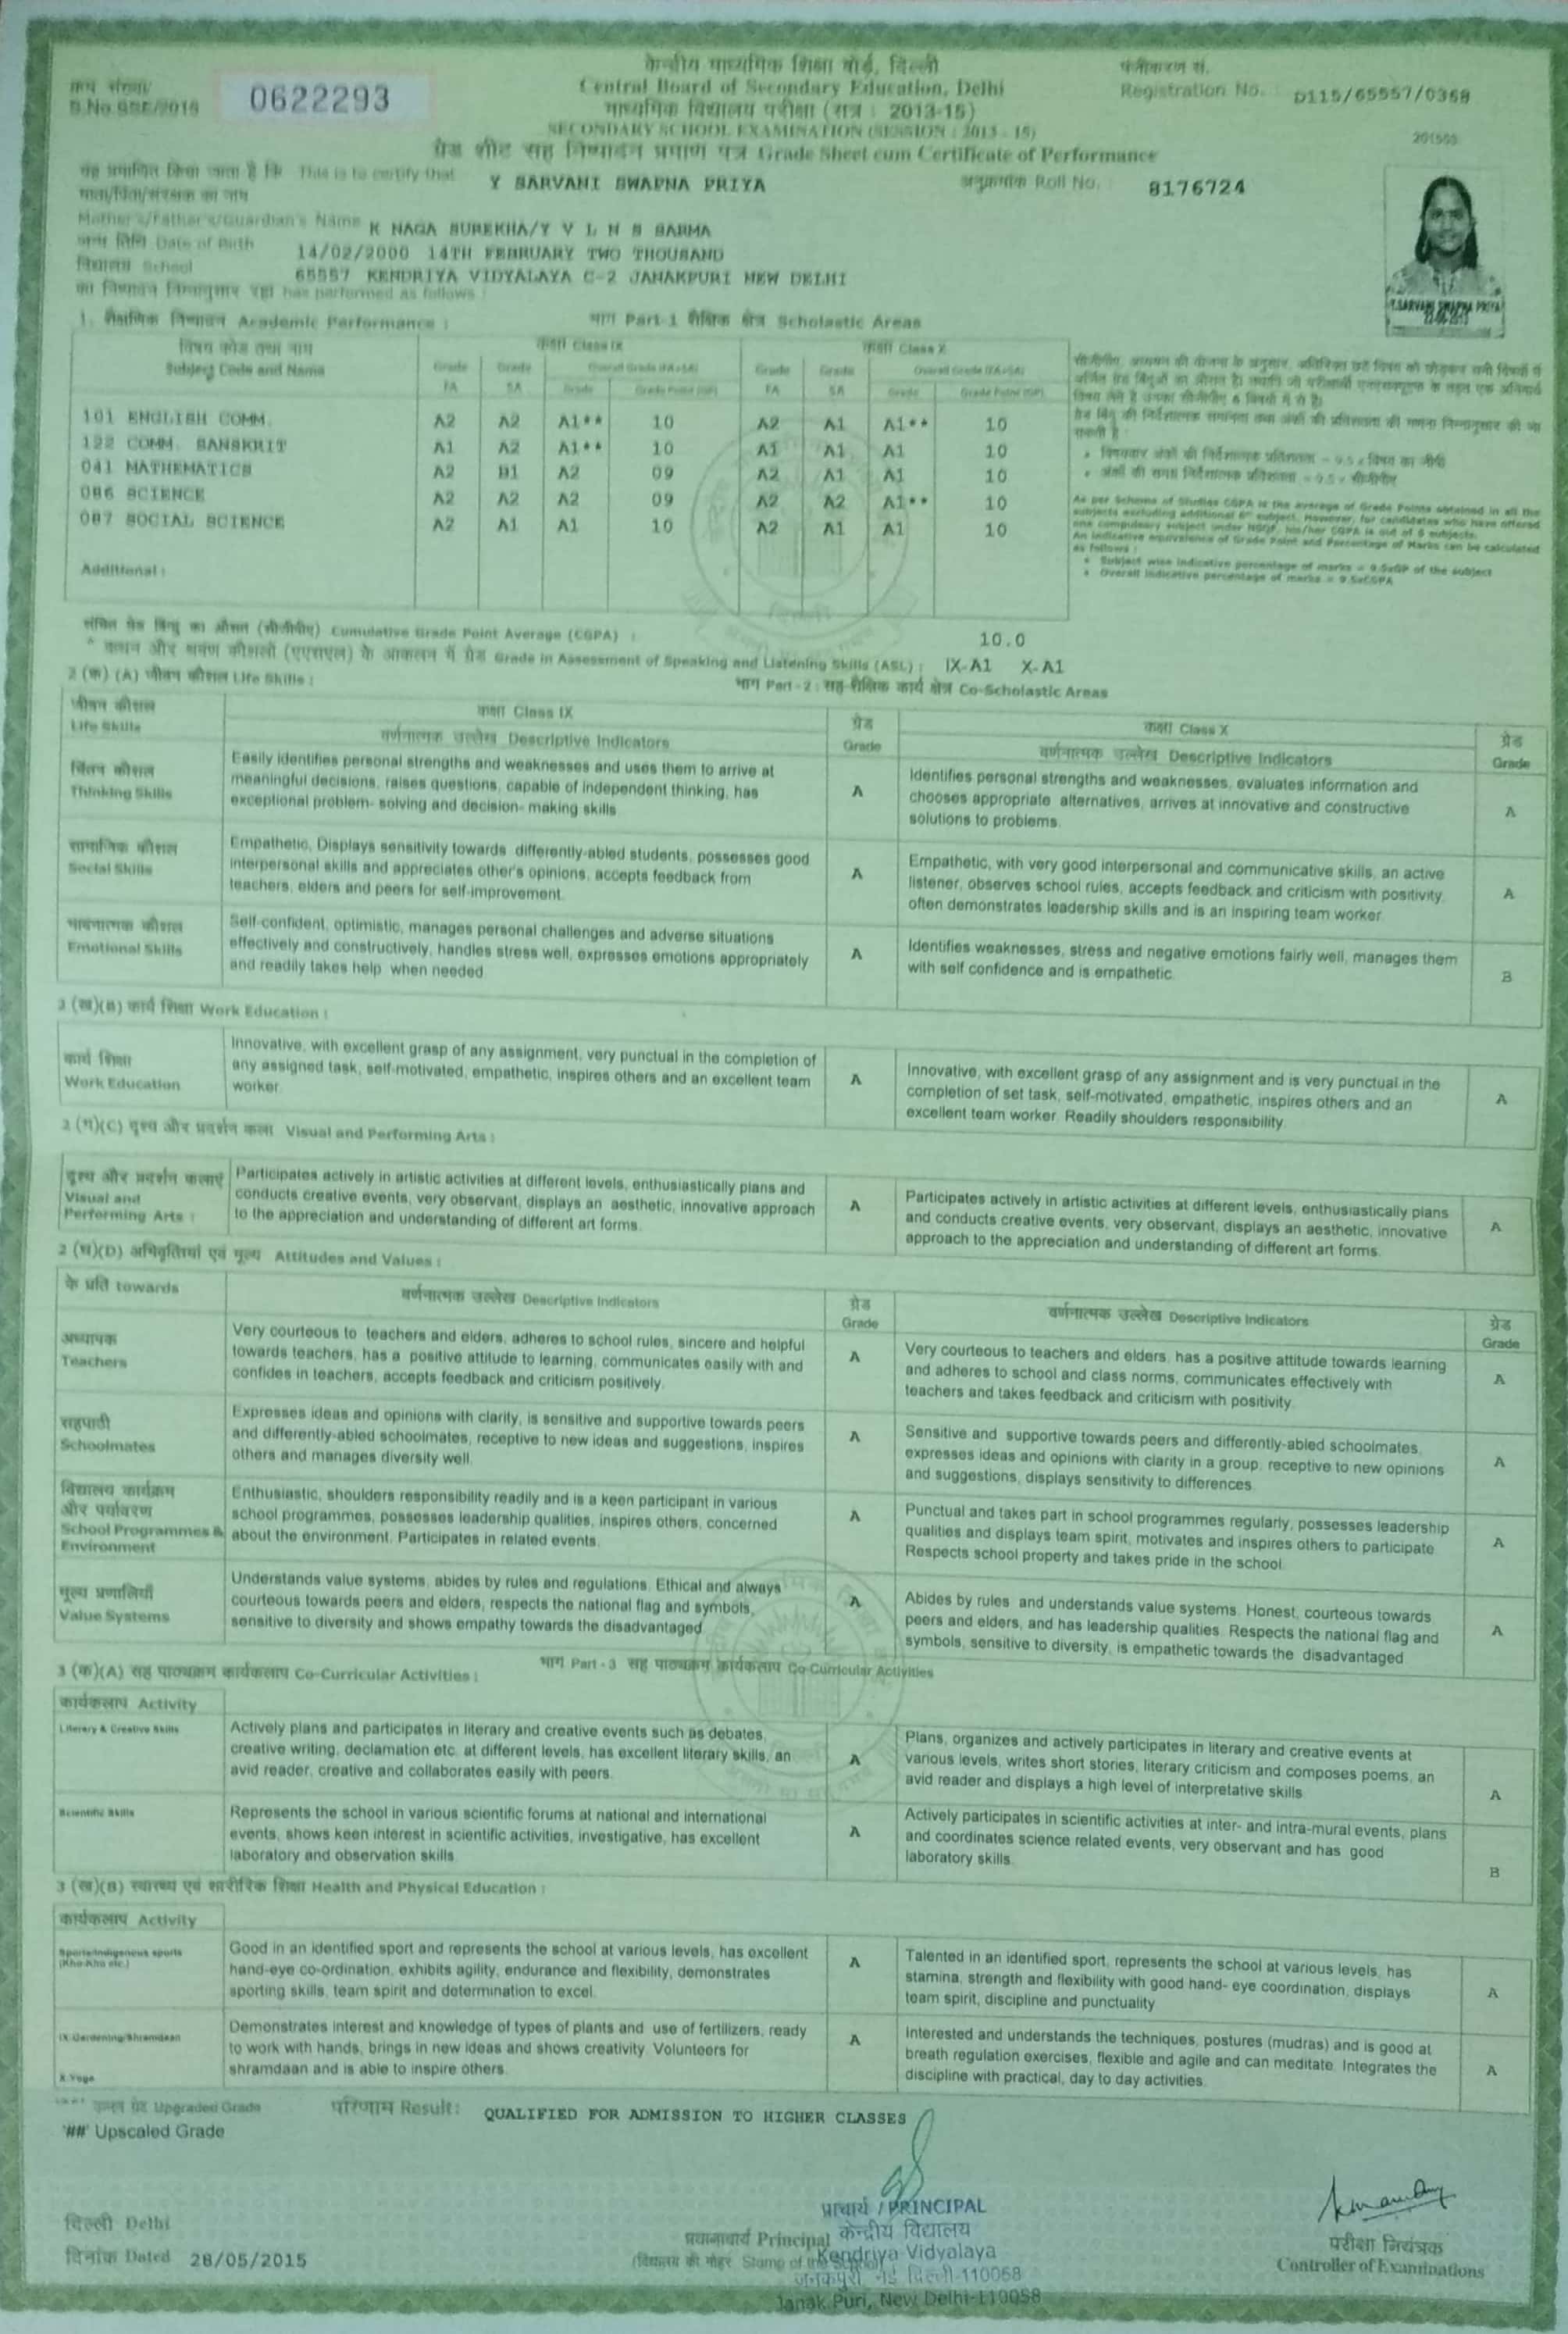 क्रम संख्या/
S.No.SSE/2015
0622293
केन्द्रीय माध्यमिक शिक्षा बोर्ड, दिल्ली
Central Board of Secondary Education, Delhi
माध्यमिक विद्यालय परीक्षा (सत्र : 2013-15)
SECONDARY SCHOOL EXAMINATION (SESSION : 2013 - 15)
ग्रेड शीट सह निष्पादन प्रमाण पत्र Grade Sheet cum Certificate of Performance
पंजीकरण सं.
Registration No. D115/65557/0368
यह प्रमाणित किया जाता है कि This is to certify that Y SARVANI SWAPNA PRIYA
अनुक्रमांक Roll No. 8176724
माता/पिता/संरक्षक का नाम
Mother's/Father's/Guardian's Name K NAGA SUREKHA/Y V L N S SARMA
जन्म तिथि Date of Birth 14/02/2000 14TH FEBRUARY TWO THOUSAND
विद्यालय School 65557 KENDRIYA VIDYALAYA C-2 JANAKPURI NEW DELHI
का निष्पादन निम्नानुसार रहा has performed as follows :
Y.SARVANI SWAPNA PRIYA
1. शैक्षणिक निष्पादन Academic Performance :
भाग Part-1 शैक्षिक क्षेत्र Scholastic Areas
विषय कोड तथा नाम
Subject Code and Name
कक्षा Class IX
कक्षा Class X
Grade FA Grade SA Overall Grade (FA+SA) Grade Grade Point (GP) Grade FA Grade SA Overall Grade (FA+SA) Grade Grade Point (GP)
101 ENGLISH COMM. A2 A2 A1** 10 A2 A1 A1** 10
122 COMM. SANSKRIT A1 A2 A1** 10 A1 A1 A1 10
041 MATHEMATICS A2 B1 A2 09 A2 A1 A1 10
086 SCIENCE A2 A2 A2 09 A2 A2 A1** 10
087 SOCIAL SCIENCE A2 A1 A1 10 A2 A1 A1 10
Additional :
As per Scheme of Studies CGPA is the average of Grade Points obtained in all the
subjects excluding additional 6th subject. However, for candidates who have offered
one compulsory subject under NSQF, his/her CGPA is out of 6 subjects.
An indicative equivalence of Grade Point and Percentage of Marks can be calculated
as follows :
• Subject wise indicative percentage of marks = 9.5xGP of the subject
• Overall indicative percentage of marks = 9.5xCGPA
संचित ग्रेड बिन्दु का औसत (सीजीपीए) Cumulative Grade Point Average (CGPA) : 10.0
* वाचन और श्रवण कौशलों (एएसएल) के आकलन में ग्रेड Grade in Assessment of Speaking and Listening Skills (ASL) : IX-A1 X-A1
2 (क) (A) जीवन कौशल Life Skills :
भाग Part - 2 : सह-शैक्षिक कार्य क्षेत्र Co-Scholastic Areas
जीवन कौशल
Life Skills
कक्षा Class IX
वर्णनात्मक उल्लेख Descriptive Indicators
ग्रेड
Grade
कक्षा Class X
वर्णनात्मक उल्लेख Descriptive Indicators
ग्रेड
Grade
चिंतन कौशल
Thinking Skills
Easily identifies personal strengths and weaknesses and uses them to arrive at
meaningful decisions, raises questions, capable of independent thinking, has
exceptional problem- solving and decision- making skills
A
Identifies personal strengths and weaknesses, evaluates information and
chooses appropriate alternatives, arrives at innovative and constructive
solutions to problems.
A
सामाजिक कौशल
Social Skills
Empathetic, Displays sensitivity towards differently-abled students, possesses good
interpersonal skills and appreciates other's opinions, accepts feedback from
teachers, elders and peers for self-improvement.
A
Empathetic, with very good interpersonal and communicative skills, an active
listener, observes school rules, accepts feedback and criticism with positivity,
often demonstrates leadership skills and is an inspiring team worker.
A
भावनात्मक कौशल
Emotional Skills
Self-confident, optimistic, manages personal challenges and adverse situations
effectively and constructively, handles stress well, expresses emotions appropriately
and readily takes help when needed.
A
Identifies weaknesses, stress and negative emotions fairly well, manages them
with self confidence and is empathetic.
B
2 (ख)(B) कार्य शिक्षा Work Education :
कार्य शिक्षा
Work Education
Innovative, with excellent grasp of any assignment, very punctual in the completion of
any assigned task, self-motivated, empathetic, inspires others and an excellent team
worker.
A
Innovative, with excellent grasp of any assignment and is very punctual in the
completion of set task, self-motivated, empathetic, inspires others and an
excellent team worker. Readily shoulders responsibility.
A
2 (ग)(C) दृश्य और प्रदर्शन कला Visual and Performing Arts :
दृश्य और प्रदर्शन कलाएं
Visual and
Performing Arts :
Participates actively in artistic activities at different levels, enthusiastically plans and
conducts creative events, very observant, displays an aesthetic, innovative approach
to the appreciation and understanding of different art forms.
A
Participates actively in artistic activities at different levels, enthusiastically plans
and conducts creative events, very observant, displays an aesthetic, innovative
approach to the appreciation and understanding of different art forms.
A
2 (घ)(D) अभिवृत्तियां एवं मूल्य Attitudes and Values :
के प्रति towards
वर्णनात्मक उल्लेख Descriptive Indicators
ग्रेड
Grade
वर्णनात्मक उल्लेख Descriptive Indicators
ग्रेड
Grade
अध्यापक
Teachers
Very courteous to teachers and elders, adheres to school rules, sincere and helpful
towards teachers, has a positive attitude to learning, communicates easily with and
confides in teachers, accepts feedback and criticism positively.
A
Very courteous to teachers and elders, has a positive attitude towards learning
and adheres to school and class norms, communicates effectively with
teachers and takes feedback and criticism with positivity.
A
सहपाठी
Schoolmates
Expresses ideas and opinions with clarity, is sensitive and supportive towards peers
and differently-abled schoolmates, receptive to new ideas and suggestions, inspires
others and manages diversity well.
A
Sensitive and supportive towards peers and differently-abled schoolmates,
expresses ideas and opinions with clarity in a group, receptive to new opinions
and suggestions, displays sensitivity to differences.
A
विद्यालय कार्यक्रम
और पर्यावरण
School Programmes &
Environment
Enthusiastic, shoulders responsibility readily and is a keen participant in various
school programmes, possesses leadership qualities, inspires others, concerned
about the environment. Participates in related events.
A
Punctual and takes part in school programmes regularly, possesses leadership
qualities and displays team spirit, motivates and inspires others to participate.
Respects school property and takes pride in the school.
A
मूल्य प्रणालियाँ
Value Systems
Understands value systems, abides by rules and regulations. Ethical and always
courteous towards peers and elders, respects the national flag and symbols,
sensitive to diversity and shows empathy towards the disadvantaged.
A
Abides by rules and understands value systems. Honest, courteous towards
peers and elders, and has leadership qualities. Respects the national flag and
symbols, sensitive to diversity, is empathetic towards the disadvantaged
A
भाग Part - 3 सह पाठ्यक्रम कार्यकलाप Co-Curricular Activities
3 (क)(A) सह पाठ्यक्रम कार्यकलाप Co-Curricular Activities :
कार्यकलाप Activity
Literary & Creative Skills
Actively plans and participates in literary and creative events such as debates,
creative writing, declamation etc. at different levels, has excellent literary skills, an
avid reader, creative and collaborates easily with peers.
A
Plans, organizes and actively participates in literary and creative events at
various levels, writes short stories, literary criticism and composes poems, an
avid reader and displays a high level of interpretative skills.
A
Scientific Skills
Represents the school in various scientific forums at national and international
events, shows keen interest in scientific activities, investigative, has excellent
laboratory and observation skills.
A
Actively participates in scientific activities at inter- and intra-mural events, plans
and coordinates science related events, very observant and has good
laboratory skills.
B
3 (ख)(B) स्वास्थ्य एवं शारीरिक शिक्षा Health and Physical Education :
कार्यकलाप Activity
Sports/Indigenous sports
(Kho-Kho etc.)
Good in an identified sport and represents the school at various levels, has excellent
hand-eye co-ordination, exhibits agility, endurance and flexibility, demonstrates
sporting skills, team spirit and determination to excel.
A
Talented in an identified sport, represents the school at various levels, has
stamina, strength and flexibility with good hand- eye coordination, displays
team spirit, discipline and punctuality
A
IX Gardening/Shramdaan
X Yoga
Demonstrates interest and knowledge of types of plants and use of fertilizers, ready
to work with hands, brings in new ideas and shows creativity. Volunteers for
shramdaan and is able to inspire others.
A
Interested and understands the techniques, postures (mudras) and is good at
breath regulation exercises, flexible and agile and can meditate. Integrates the
discipline with practical, day to day activities.
A
Upgraded Grade
परिणाम Result: QUALIFIED FOR ADMISSION TO HIGHER CLASSES
'##' Upscaled Grade
दिल्ली Delhi
दिनांक Dated 28/05/2015
प्रधानाचार्य Principal
(विद्यालय की मोहर Stamp of the School)
प्राचार्य / PRINCIPAL
केन्द्रीय विद्यालय
Kendriya Vidyalaya
जनकपुरी नई दिल्ली-110058
Janak Puri, New Delhi-110058
परीक्षा नियंत्रक
Controller of Examinations